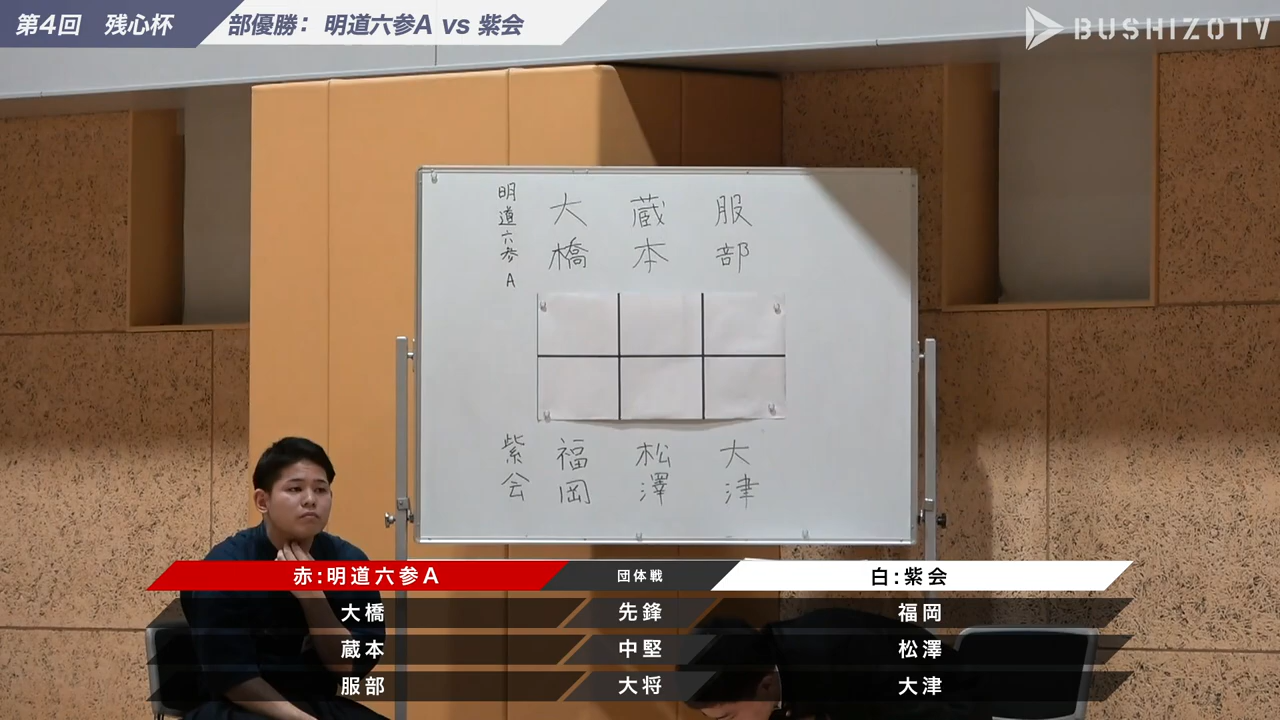 第4回 残心杯
部優勝： 明道六参A vs 紫会
BUSHIZOTV
明道六参A
大橋
蔵本
服部
紫会
福岡
松澤
大津
赤:明道六参A 団体戦 白:紫会
大橋 先鋒 福岡
蔵本 中堅 松澤
服部 大将 大津